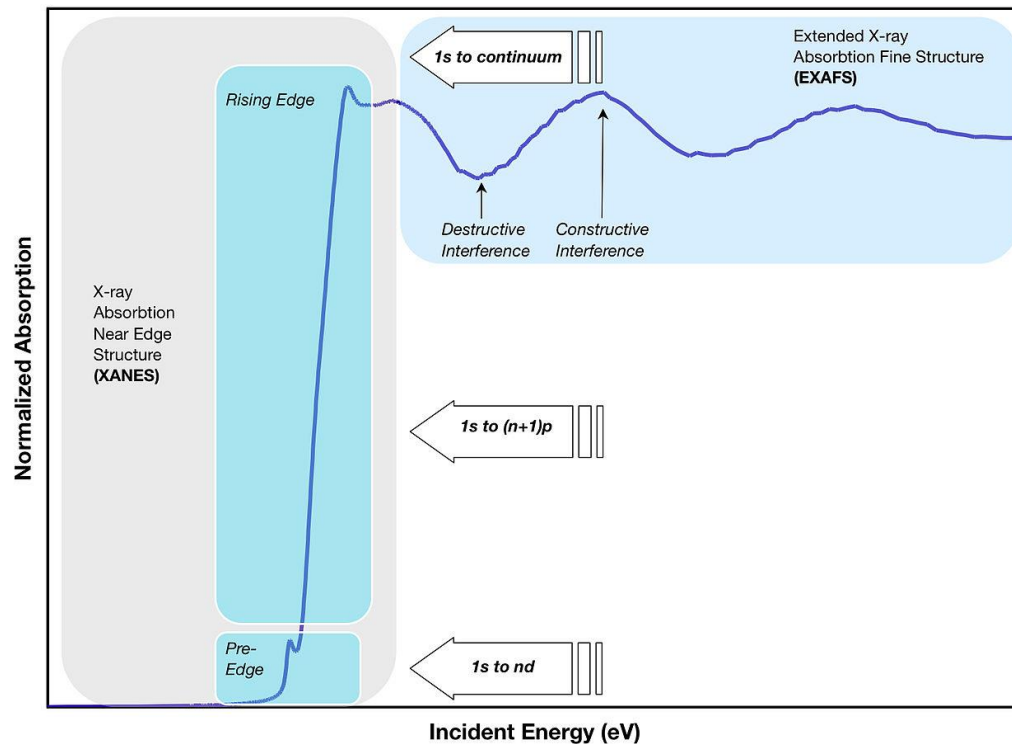 1s to continuum
Extended X-ray
Absorbtion Fine Structure
(EXAFS)
Rising Edge
Destructive
Interference
Constructive
Interference
X-ray
Absorbtion
Near Edge
Structure
(XANES)
1s to (n+1)p
Pre-
Edge
1s to nd
Normalized Absorption
Incident Energy (eV)